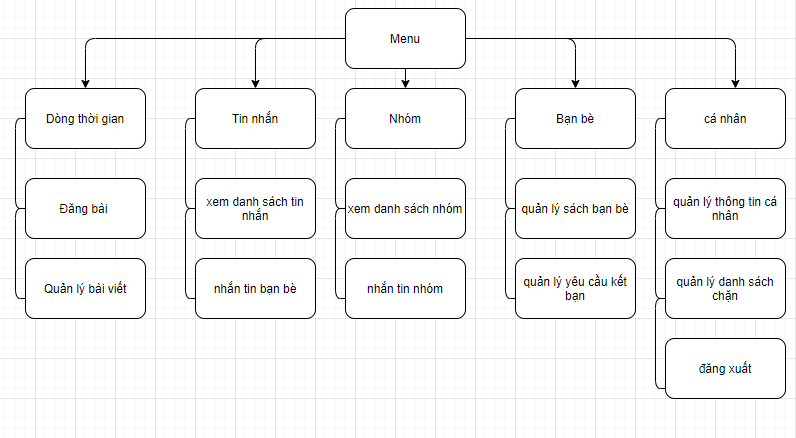 Menu
Dòng thời gian
Tin nhắn
Nhóm
Bạn bè
cá nhân
Đăng bài
xem danh sách tin
nhắn
xem danh sách nhóm
quản lý sách bạn bè
quản lý thông tin cá
nhân
Quản lý bài viết
nhắn tin bạn bè
nhắn tin nhóm
quản lý yêu cầu kết
bạn
quản lý danh sách
chặn
đăng xuất